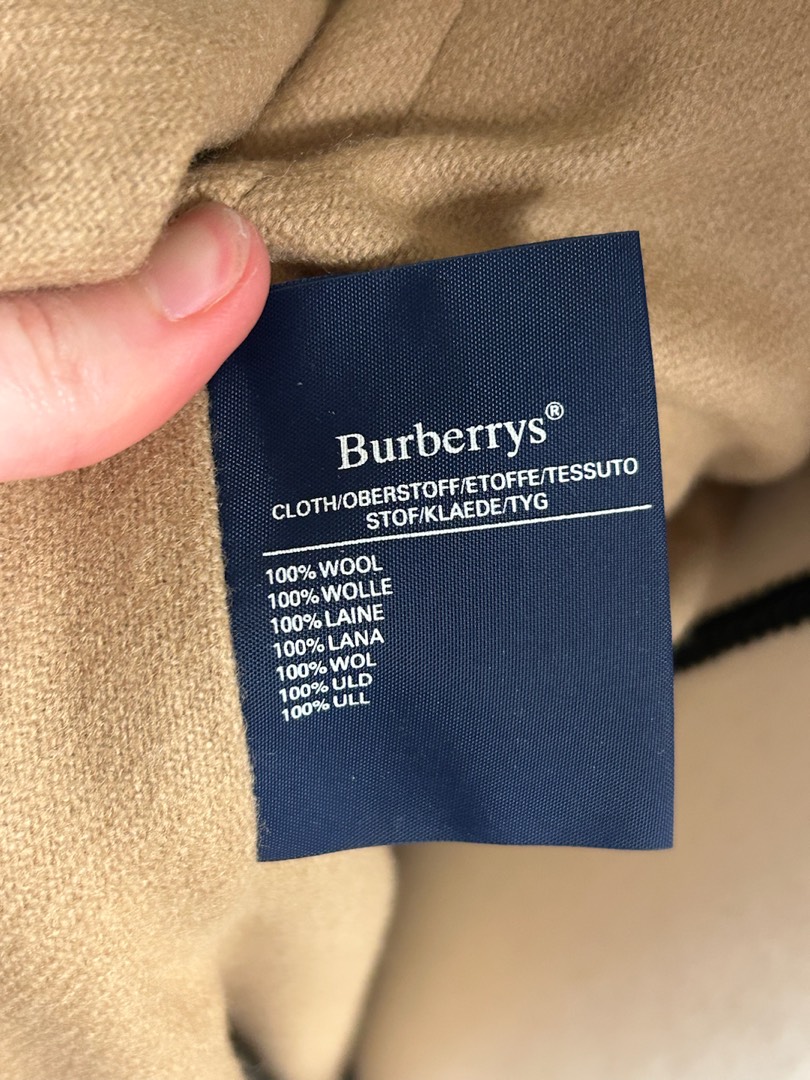 Burberrys®
CLOTH/OBERSTOFF/ETOFFE/TESSUTO
STOF/KLAEDE/TYG
100% WOOL
100% WOLLE
100% LAINE
100% LANA
100% WOL
100% ULD
100% ULL